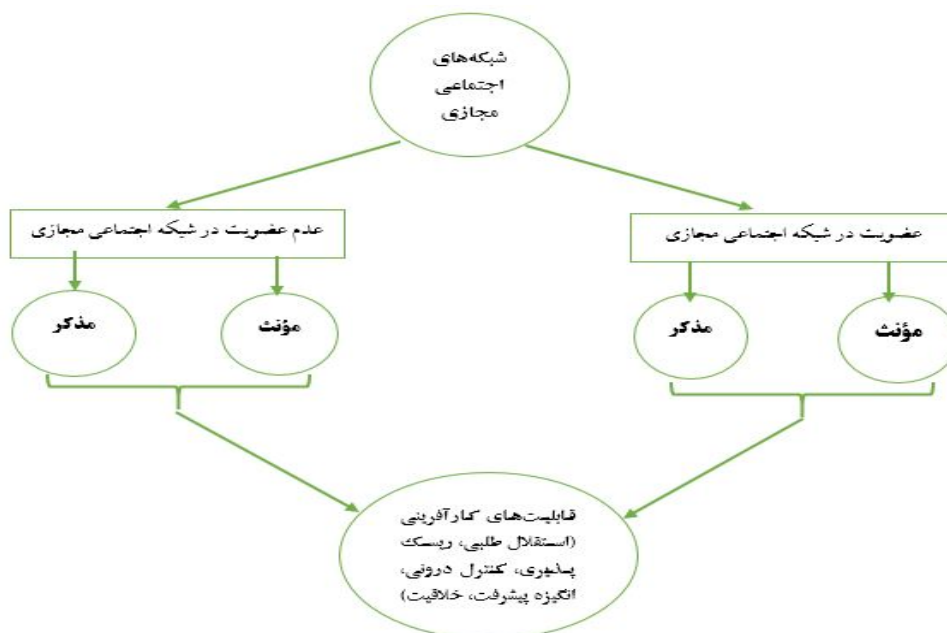 شبکه‌های
اجتماعی
مجازی
عضویت در شبکه اجتماعی مجازی
عدم عضویت در شبکه اجتماعی مجازی
مؤنث
مذکر
مؤنث
مذکر
قابلیت‌های کارآفرینی
(استقلال طلبی، ریسک
پذیری، کنترل درونی،
انگیزه پیشرفت، خلاقیت)